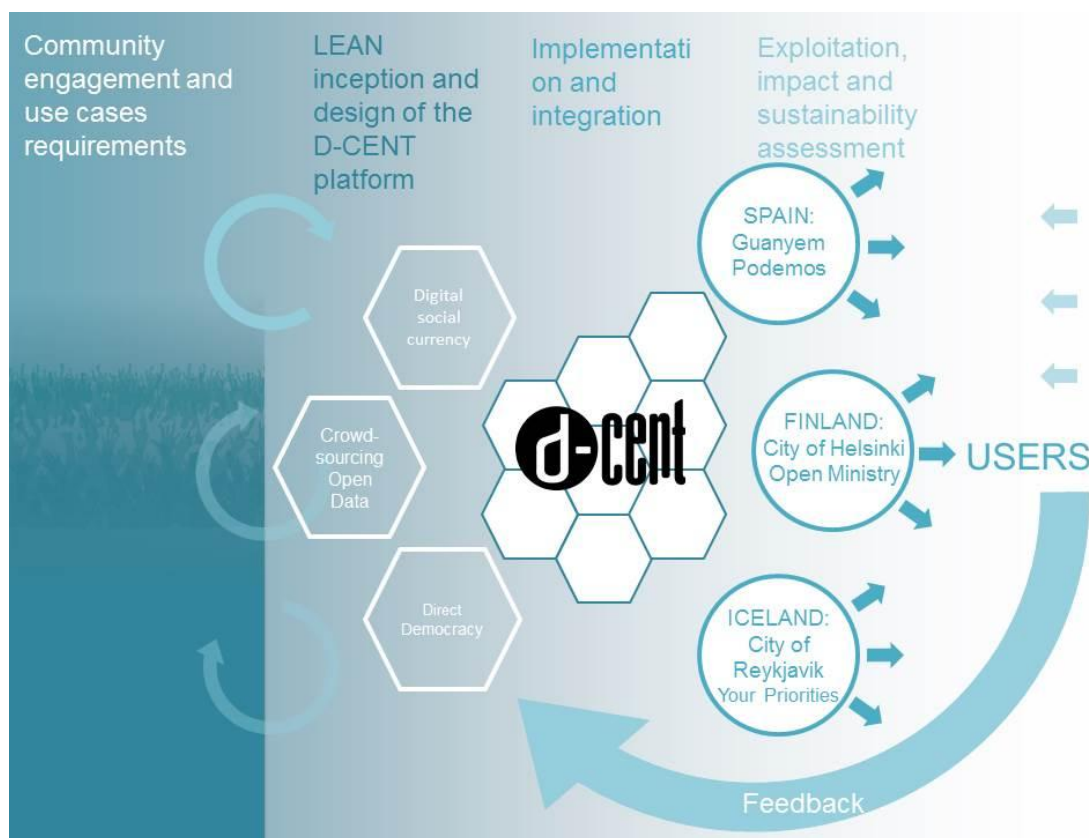 Community
engagement and
use cases
requirements
LEAN
inception and
design of the
D-CENT
platform
Implementati
on and
integration
Exploitation,
impact and
sustainability
assessment
Digital
social
currency
Crowd-
sourcing
Open
Data
Direct
Democracy
d-cent
SPAIN:
Guanyem
Podemos
FINLAND:
City of Helsinki
Open Ministry
ICELAND:
City of
Reykjavik
Your Priorities
USERS
Feedback